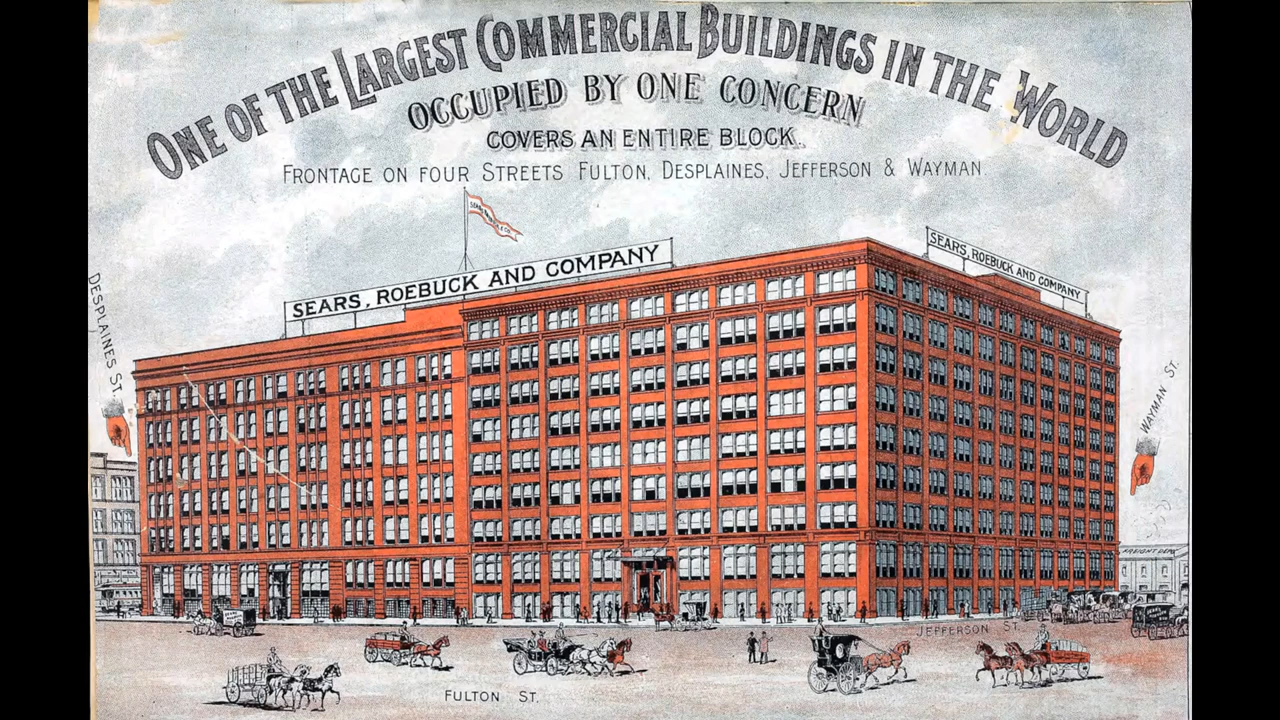 ONE OF THE LARGEST COMMERCIAL BUILDINGS IN THE WORLD
OCCUPIED BY ONE CONCERN
COVERS AN ENTIRE BLOCK.
FRONTAGE ON FOUR STREETS FULTON, DESPLAINES, JEFFERSON & WAYMAN
SEARS, ROEBUCK AND COMPANY
SEARS, ROEBUCK AND COMPANY
DESPLAINES ST.
WAYMAN ST.
FREIGHT DEPOT
JEFFERSON ST.
FULTON ST.